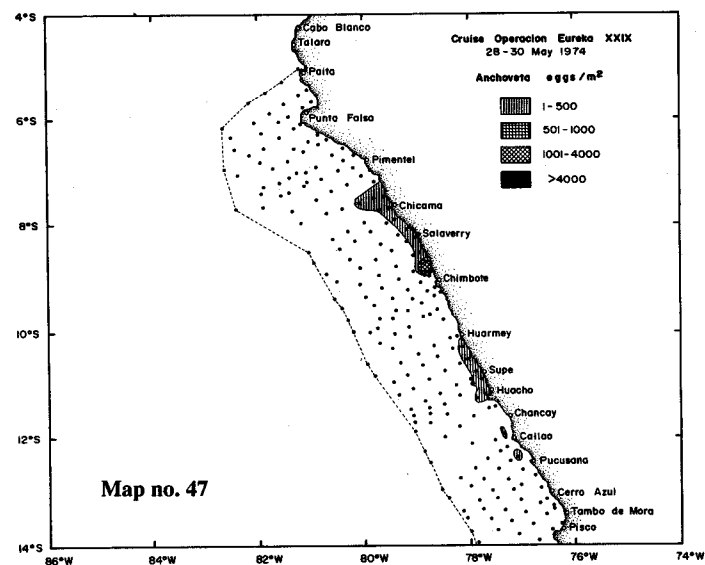 4°S
6°S
8°S
10°S
12°S
14°S
86°W
84°W
82°W
80°W
78°W
76°W
74°W
Cruise Operacion Eureka XXIX
28-30 May 1974
Anchoveta eggs/m²
1-500
501-1000
1001-4000
>4000
Cabo Blanco
Talara
Paita
Punta Falsa
Pimentel
Chicama
Salaverry
Chimbote
Huarmey
Supe
Huacho
Chancay
Callao
Pucusana
Cerro Azul
Tambo de Mora
Pisco
Map no. 47